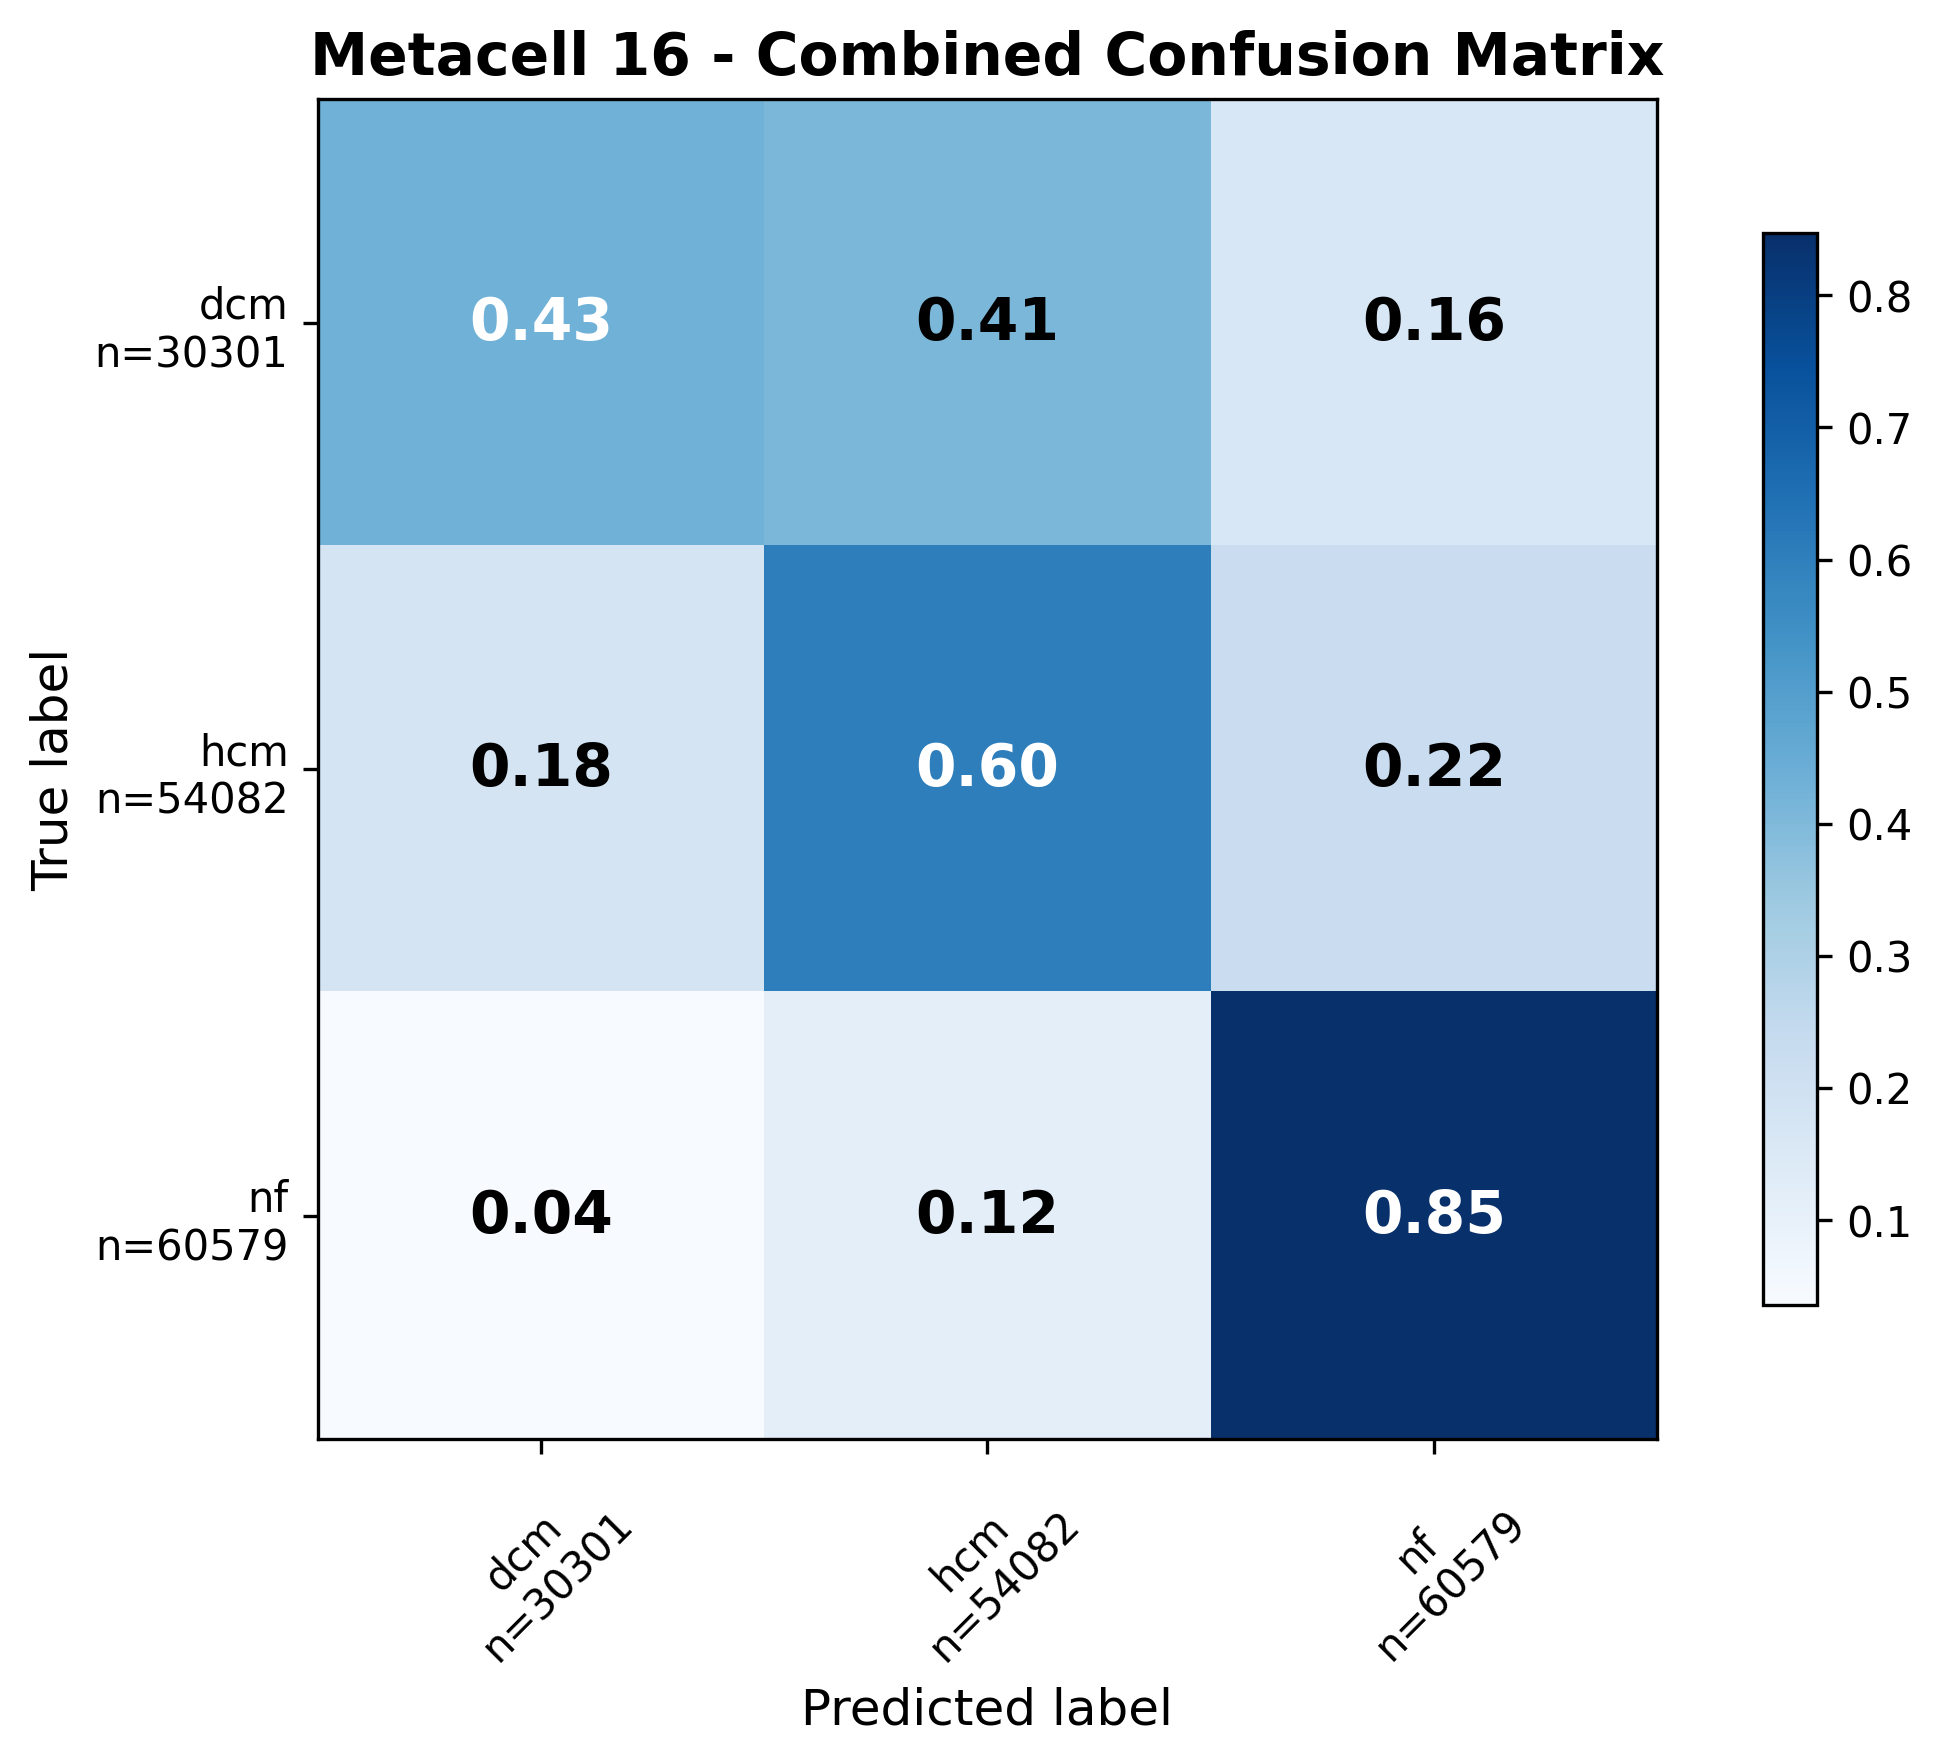 Metacell 16 - Combined Confusion Matrix
True label
dcm
n=30301
0.43 0.41 0.16
hcm
n=54082
0.18 0.60 0.22
nf
n=60579
0.04 0.12 0.85
dcm
n=30301
hcm
n=54082
nf
n=60579
Predicted label
0.8
0.7
0.6
0.5
0.4
0.3
0.2
0.1